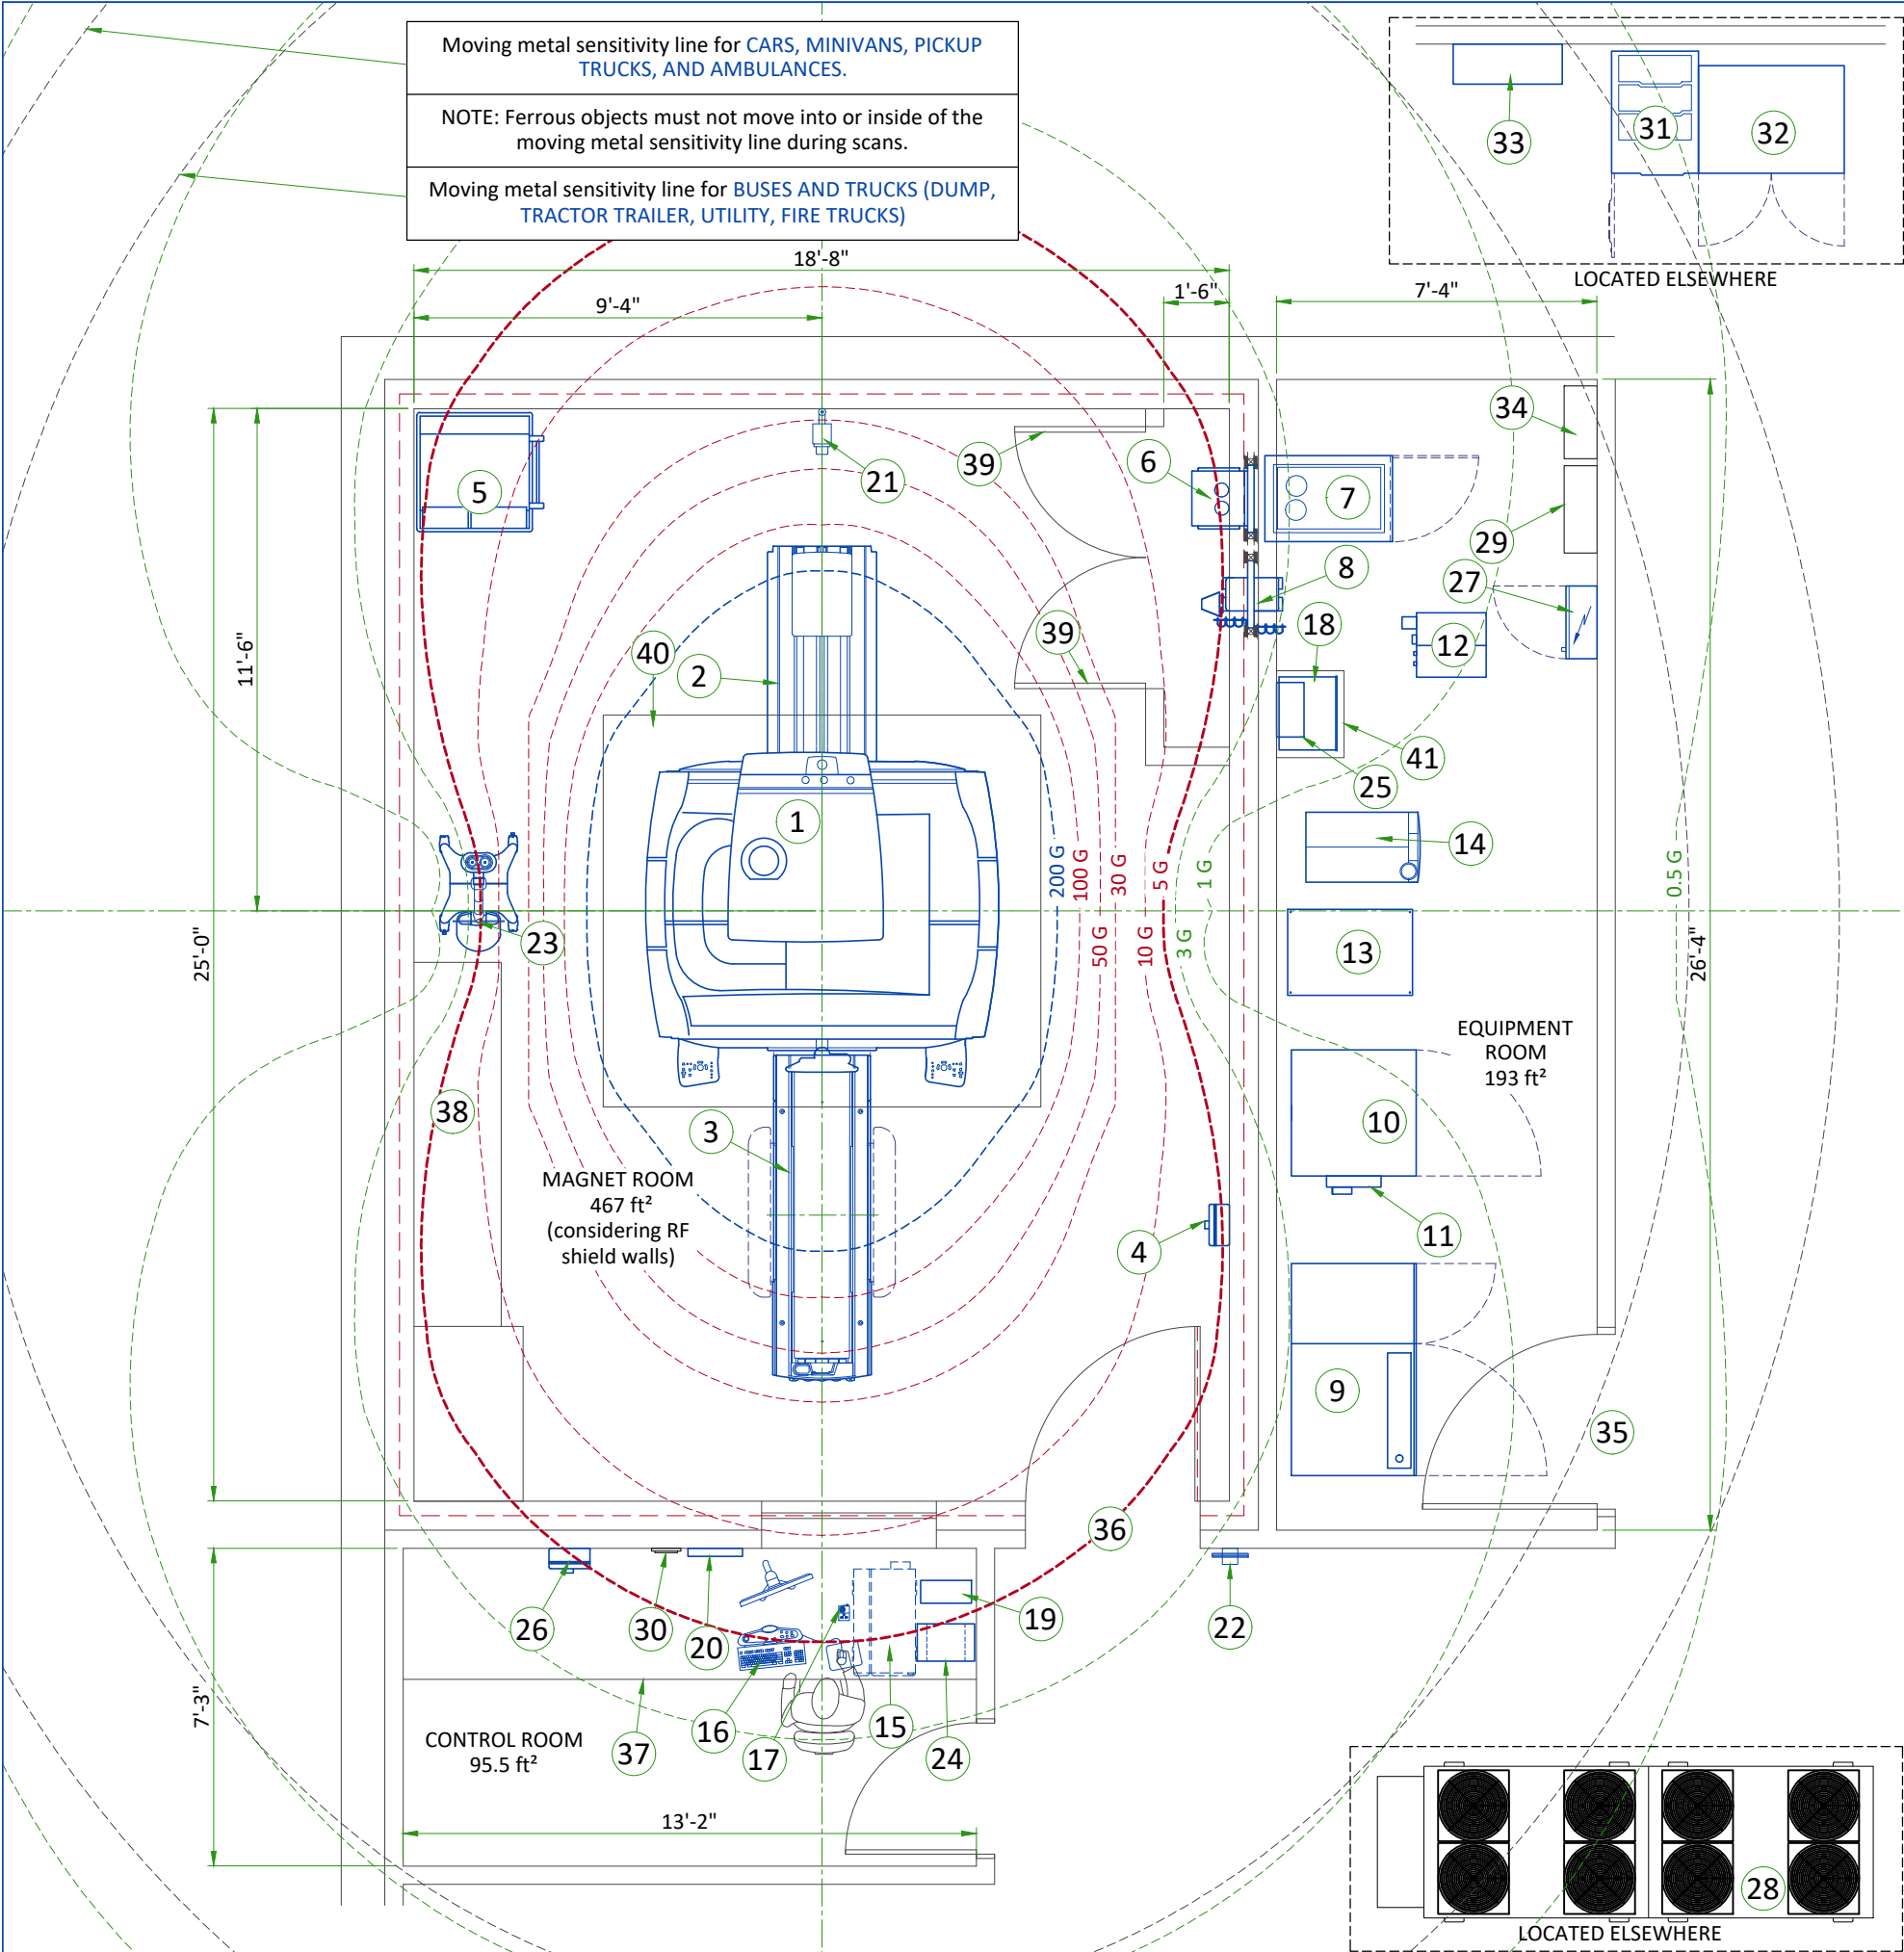 Moving metal sensitivity line for CARS, MINIVANS, PICKUP
TRUCKS, AND AMBULANCES.
NOTE: Ferrous objects must not move into or inside of the
moving metal sensitivity line during scans.
Moving metal sensitivity line for BUSES AND TRUCKS (DUMP,
TRACTOR TRAILER, UTILITY, FIRE TRUCKS)
33
31
32
LOCATED ELSEWHERE
18'-8"
9'-4"
1'-6"
7'-4"
34
39
6
21
5
7
29
8
27
18
12
39
40
2
11'-6"
41
25
1
14
200 G
100 G
50 G
30 G
10 G
5 G
3 G
1 G
0.5 G
23
25'-0"
13
26'-4"
EQUIPMENT
ROOM
193 ft²
38
3
10
MAGNET ROOM
467 ft²
(considering RF
shield walls)
11
4
9
35
36
26
30
20
19
22
7'-3"
16
17
15
24
37
CONTROL ROOM
95.5 ft²
13'-2"
28
LOCATED ELSEWHERE